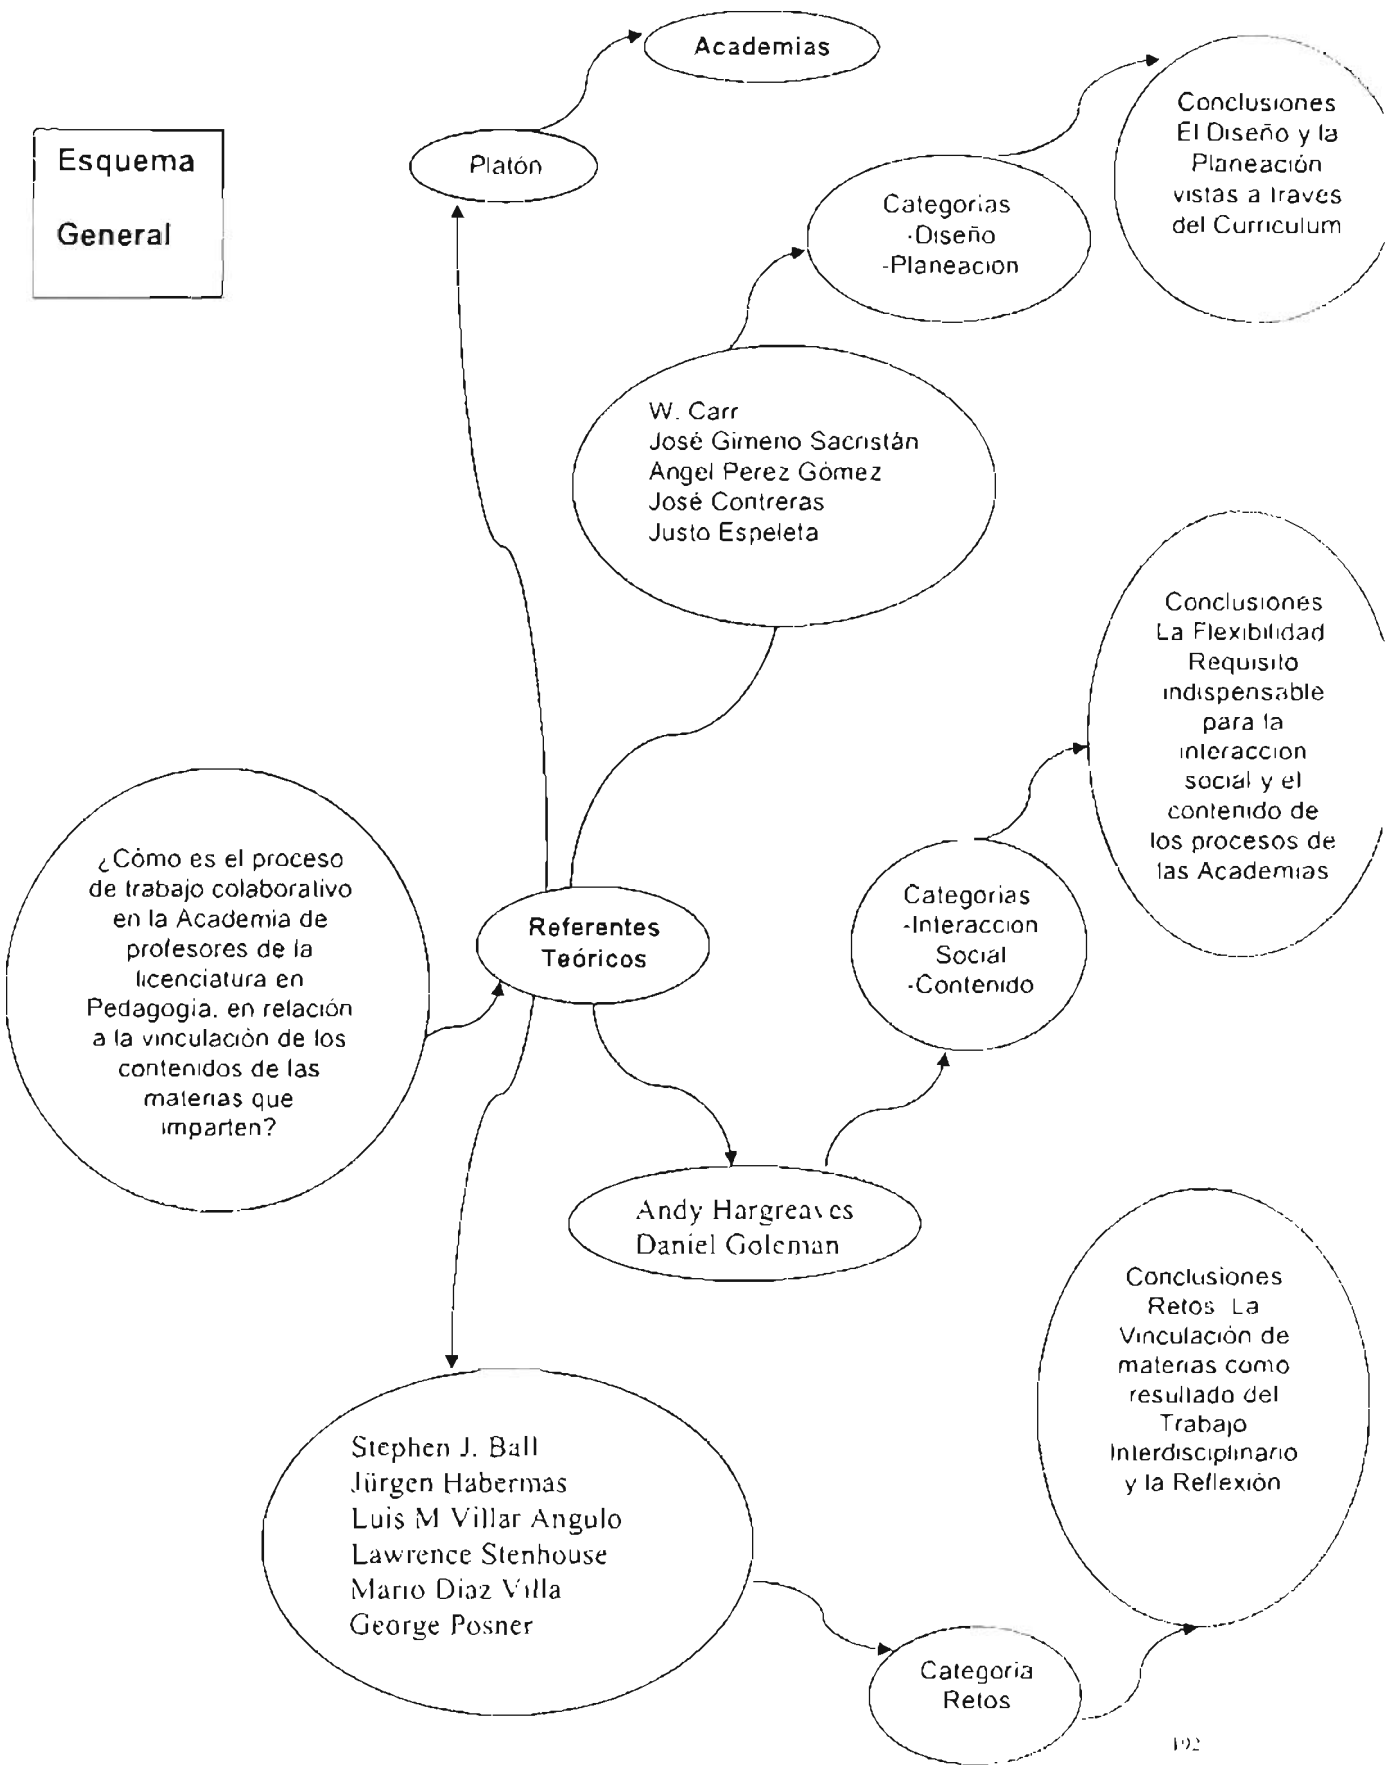 Esquema
General
Academias
Platón
Conclusiones
El Diseño y la
Planeación
vistas a traves
del Curriculum
Categorias
-Diseño
-Planeacion
W. Carr
José Gimeno Sacristán
Angel Perez Gómez
José Contreras
Justo Espeleta
Conclusiones
La Flexibilidad
Requisito
indispensable
para la
interaccion
social y el
contenido de
los procesos de
las Academias
¿Cómo es el proceso
de trabajo colaborativo
en la Academia de
profesores de la
licenciatura en
Pedagogia. en relación
a la vinculación de los
contenidos de las
materias que
imparten?
Referentes
Teóricos
Categorias
-Interaccion
Social
-Contenido
Andy Hargreaves
Daniel Goleman
Conclusiones
Retos La
Vinculación de
materias como
resultado del
Trabajo
Interdisciplinario
y la Reflexión
Stephen J. Ball
Jürgen Habermas
Luis M Villar Angulo
Lawrence Stenhouse
Mario Diaz Villa
George Posner
Categoria
Retos
192